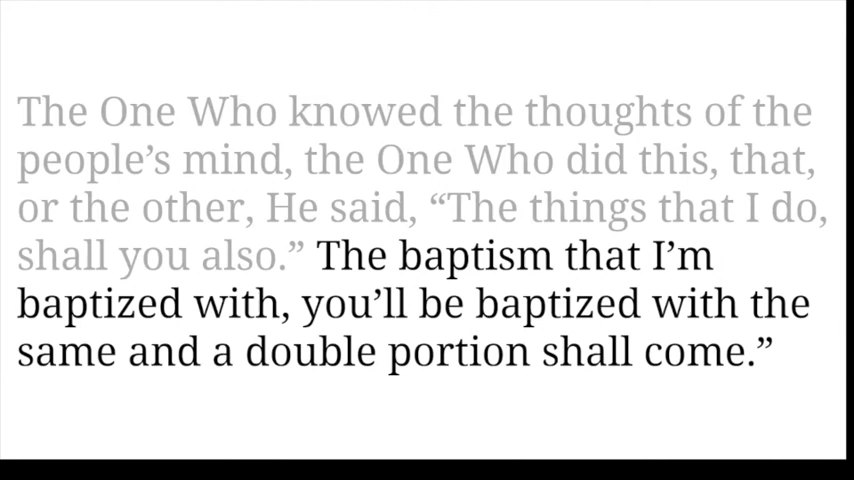 The One Who knowed the thoughts of the
people’s mind, the One Who did this, that,
or the other, He said, “The things that I do,
shall you also.” The baptism that I’m
baptized with, you’ll be baptized with the
same and a double portion shall come.”